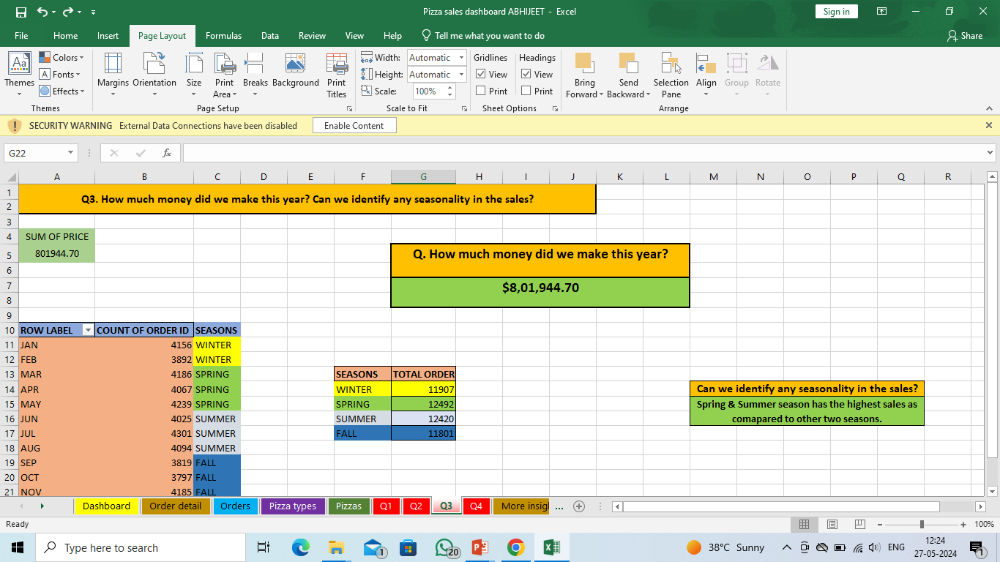 Pizza sales dashboard ABHIJEET - Excel
Sign in
File Home Insert Page Layout Formulas Data Review View Help Tell me what you want to do Share
Themes Colors Fonts Effects Margins Orientation Size Print Area Breaks Background Print Titles Width: Automatic Height: Automatic Scale: 100% Gridlines View Print Headings View Print Bring Forward Send Backward Selection Pane Align Group Rotate
Themes Page Setup Scale to Fit Sheet Options Arrange
SECURITY WARNING External Data Connections have been disabled Enable Content
G22 fx
A B C D E F G H I J K L M N O P Q R
1
2
Q3. How much money did we make this year? Can we identify any seasonality in the sales?
3
4 SUM OF PRICE
5 801944.70
Q. How much money did we make this year?
6
7 $8,01,944.70
8
9
10 ROW LABEL COUNT OF ORDER ID SEASONS
11 JAN 4156 WINTER
12 FEB 3892 WINTER
13 MAR 4186 SPRING SEASONS TOTAL ORDER
14 APR 4067 SPRING WINTER 11907 Can we identify any seasonality in the sales?
15 MAY 4239 SPRING SPRING 12492 Spring & Summer season has the highest sales as
16 JUN 4025 SUMMER SUMMER 12420 comapared to other two seasons.
17 JUL 4301 SUMMER FALL 11801
18 AUG 4094 SUMMER
19 SEP 3819 FALL
20 OCT 3797 FALL
21 NOV 4185 FALL
Dashboard Order detail Orders Pizza types Pizzas Q1 Q2 Q3 Q4 More insigl ...
Ready 100%
Type here to search 1 20 38°C Sunny ENG 12:24
27-05-2024 1